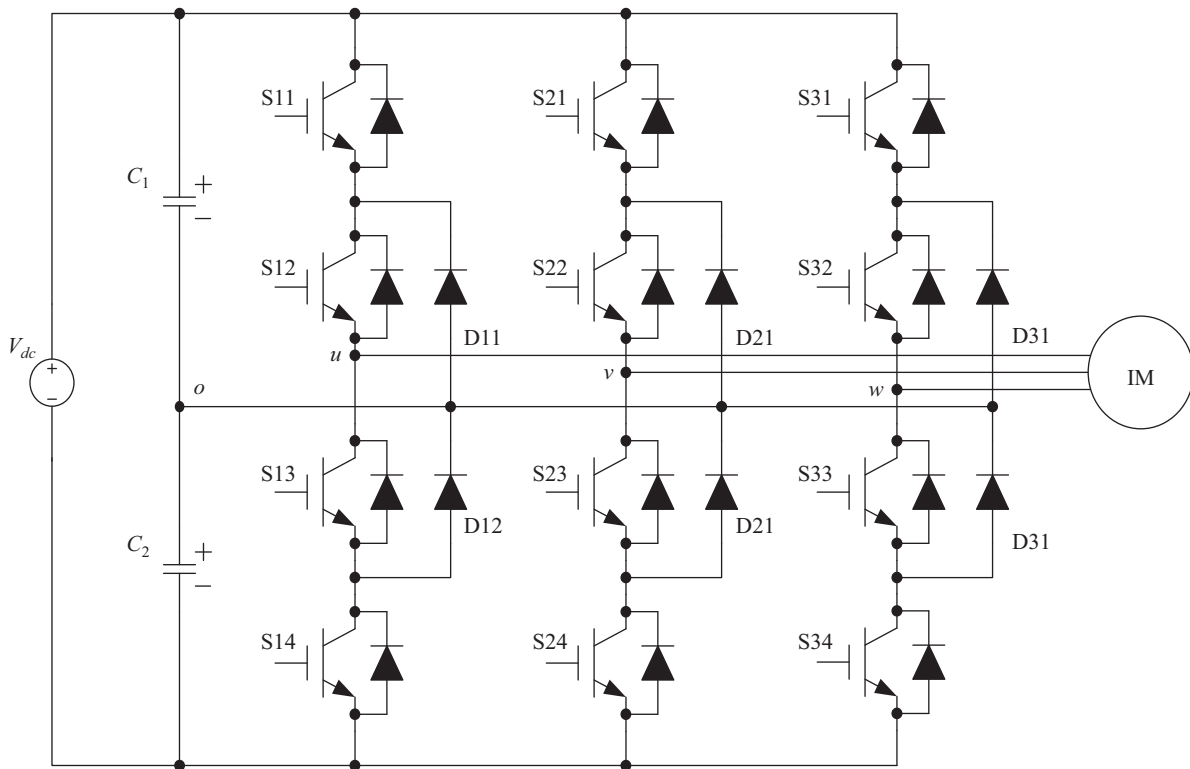 S11
S21
S31
C1
+
−
S12
S22
S32
D11
D21
D31
Vdc
+
−
u
v
w
o
IM
S13
S23
S33
D12
D21
D31
C2
+
−
S14
S24
S34